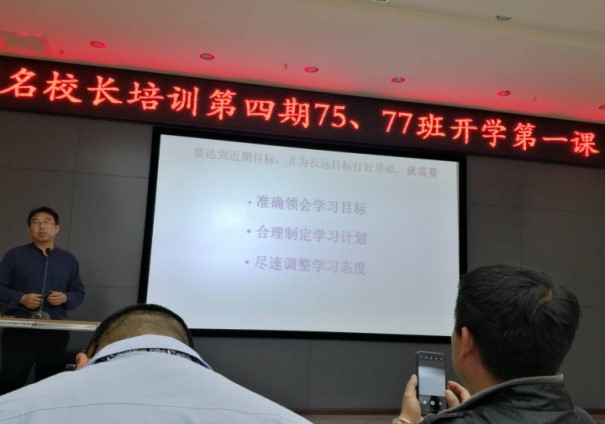 名校长培训第四期75、77班开学第一课
要达到近期目标，并为长远目标打好基础，就需要
• 准确领会学习目标
• 合理制定学习计划
• 尽速调整学习态度